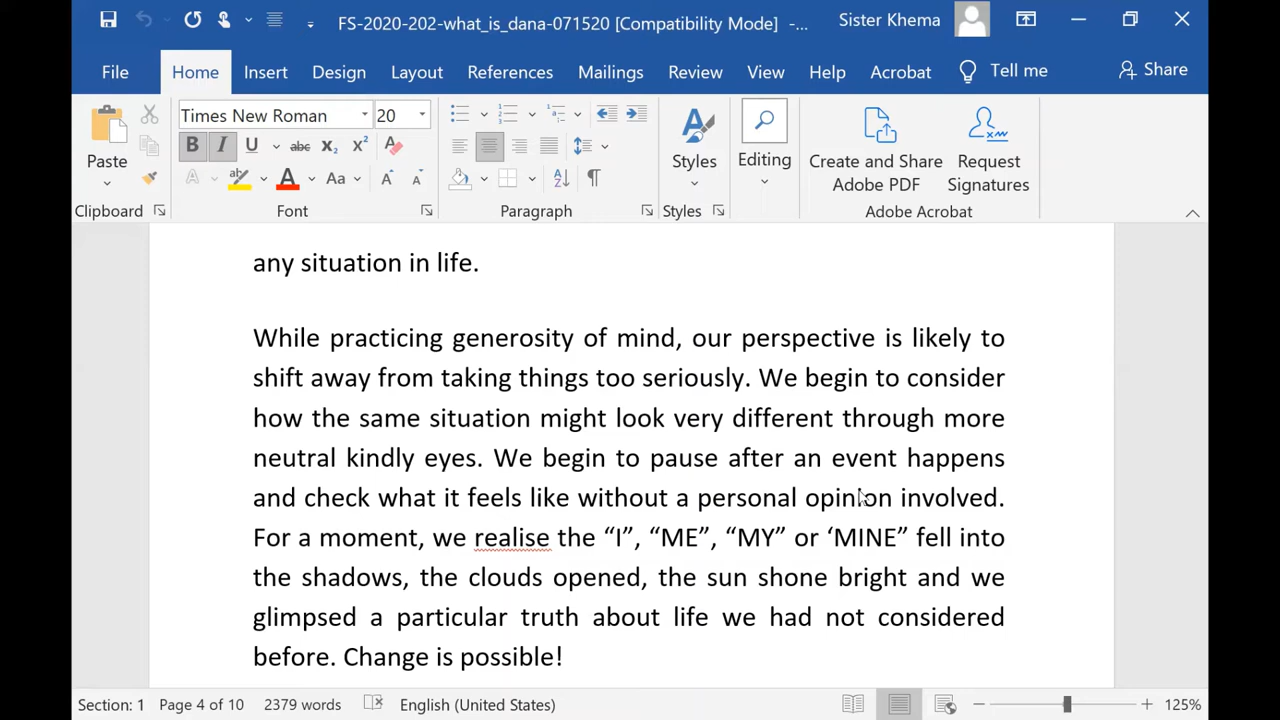 FS-2020-202-what_is_dana-071520 [Compatibility Mode] -... Sister Khema
File Home Insert Design Layout References Mailings Review View Help Acrobat Tell me Share
Times New Roman 20
Paste
Styles
Editing
Create and Share Adobe PDF
Request Signatures
Clipboard Font Paragraph Styles Adobe Acrobat
any situation in life.
While practicing generosity of mind, our perspective is likely to
shift away from taking things too seriously. We begin to consider
how the same situation might look very different through more
neutral kindly eyes. We begin to pause after an event happens
and check what it feels like without a personal opinion involved.
For a moment, we realise the “I”, “ME”, “MY” or ‘MINE” fell into
the shadows, the clouds opened, the sun shone bright and we
glimpsed a particular truth about life we had not considered
before. Change is possible!
Section: 1 Page 4 of 10 2379 words English (United States) 125%